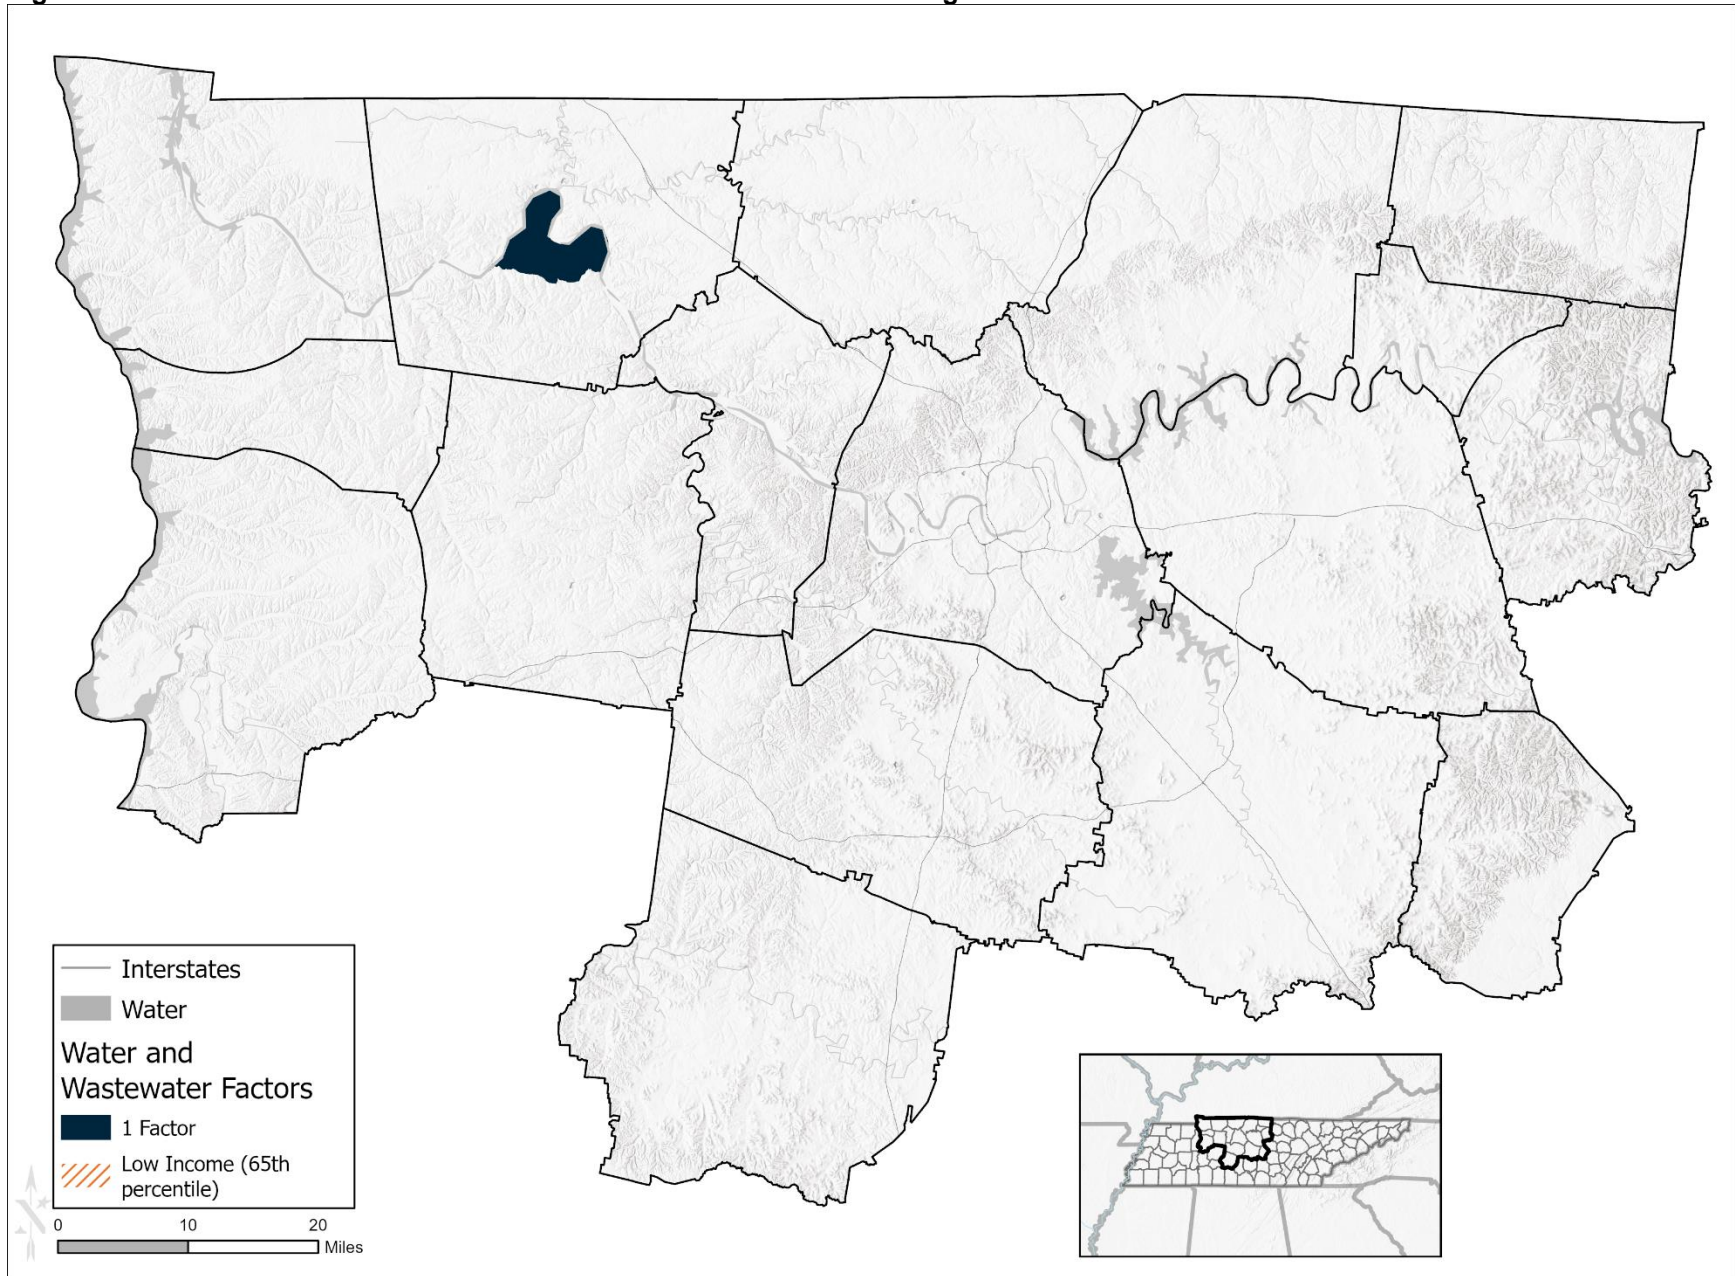 Interstates
Water
Water and
Wastewater Factors
1 Factor
Low Income (65th
percentile)
0 10 20
Miles